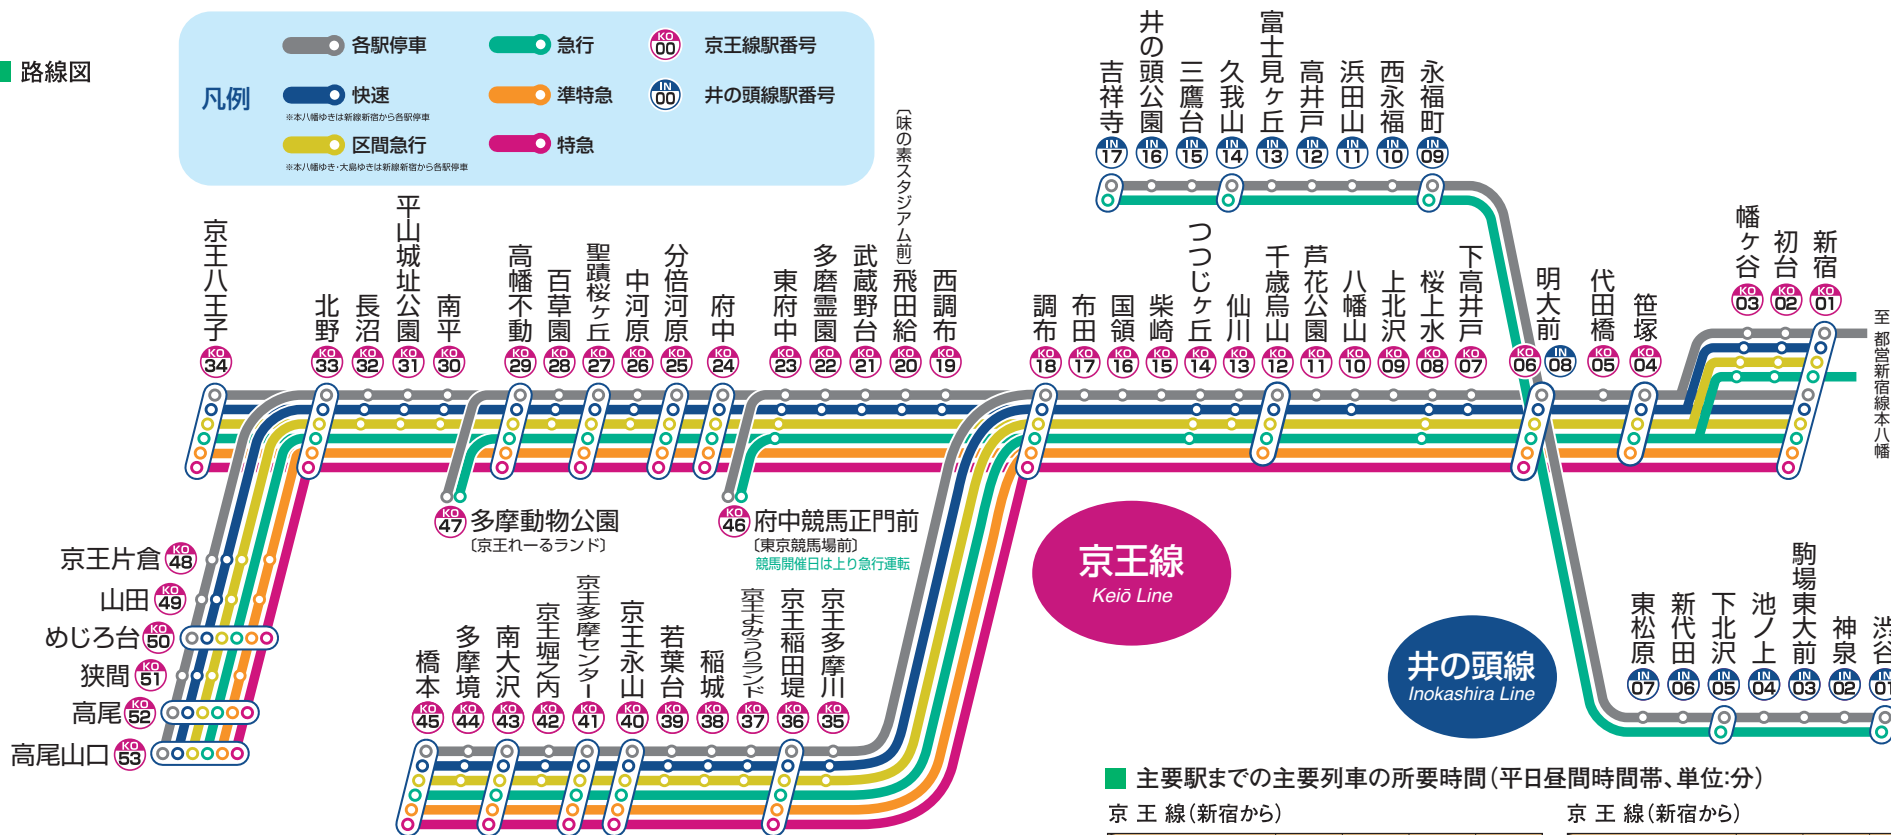 路線図
凡例
各駅停車
急行
KO 00 京王線駅番号
快速
※本八幡ゆきは新線新宿から各駅停車
準特急
IN 00 井の頭線駅番号
区間急行
※本八幡ゆき・大島ゆきは新線新宿から各駅停車
特急
吉祥寺 IN 17
井の頭公園 IN 16
三鷹台 IN 15
久我山 IN 14
富士見ヶ丘 IN 13
高井戸 IN 12
浜田山 IN 11
西永福 IN 10
永福町 IN 09
京王八王子 KO 34
北野 KO 33
長沼 KO 32
平山城址公園 KO 31
南平 KO 30
高幡不動 KO 29
百草園 KO 28
聖蹟桜ヶ丘 KO 27
中河原 KO 26
分倍河原 KO 25
府中 KO 24
東府中 KO 23
多磨霊園 KO 22
武蔵野台 KO 21
〔味の素スタジアム前〕飛田給 KO 20
西調布 KO 19
調布 KO 18
布田 KO 17
国領 KO 16
柴崎 KO 15
つつじヶ丘 KO 14
仙川 KO 13
千歳烏山 KO 12
芦花公園 KO 11
八幡山 KO 10
上北沢 KO 09
桜上水 KO 08
下高井戸 KO 07
明大前 KO 06 IN 08
代田橋 KO 05
笹塚 KO 04
幡ヶ谷 KO 03
初台 KO 02
新宿 KO 01
至 都営新宿線本八幡
KO 47 多摩動物公園
〔京王れーるランド〕
KO 46 府中競馬正門前
〔東京競馬場前〕
競馬開催日は上り急行運転
京王線
Keiō Line
京王片倉 KO 48
山田 KO 49
めじろ台 KO 50
狭間 KO 51
高尾 KO 52
高尾山口 KO 53
橋本 KO 45
多摩境 KO 44
南大沢 KO 43
京王堀之内 KO 42
京王多摩センター KO 41
京王永山 KO 40
若葉台 KO 39
稲城 KO 38
京王よみうりランド KO 37
京王稲田堤 KO 36
京王多摩川 KO 35
井の頭線
Inokashira Line
東松原 IN 07
新代田 IN 06
下北沢 IN 05
池ノ上 IN 04
駒場東大前 IN 03
神泉 IN 02
渋谷 IN 01
主要駅までの主要列車の所要時間(平日昼間時間帯、単位:分)
京王線(新宿から)
京王線(新宿から)